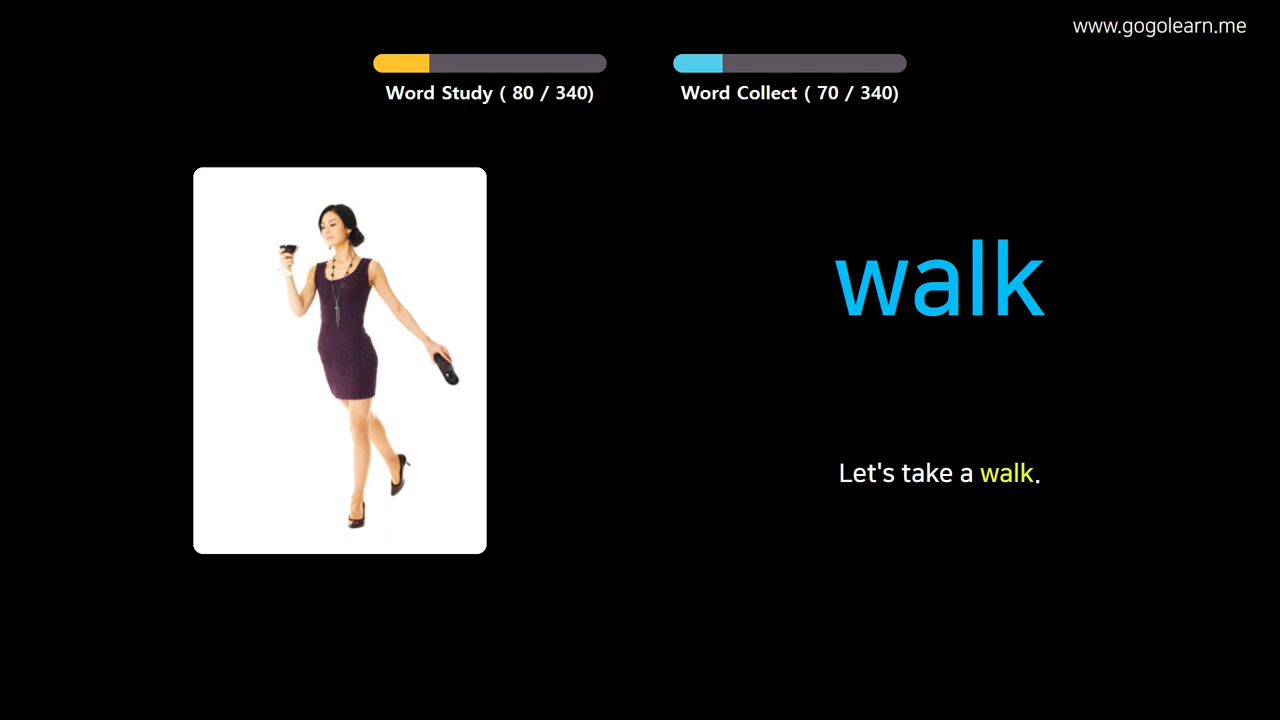 www.gogolearn.me
Word Study ( 80 / 340)
Word Collect ( 70 / 340)
walk
Let's take a walk.